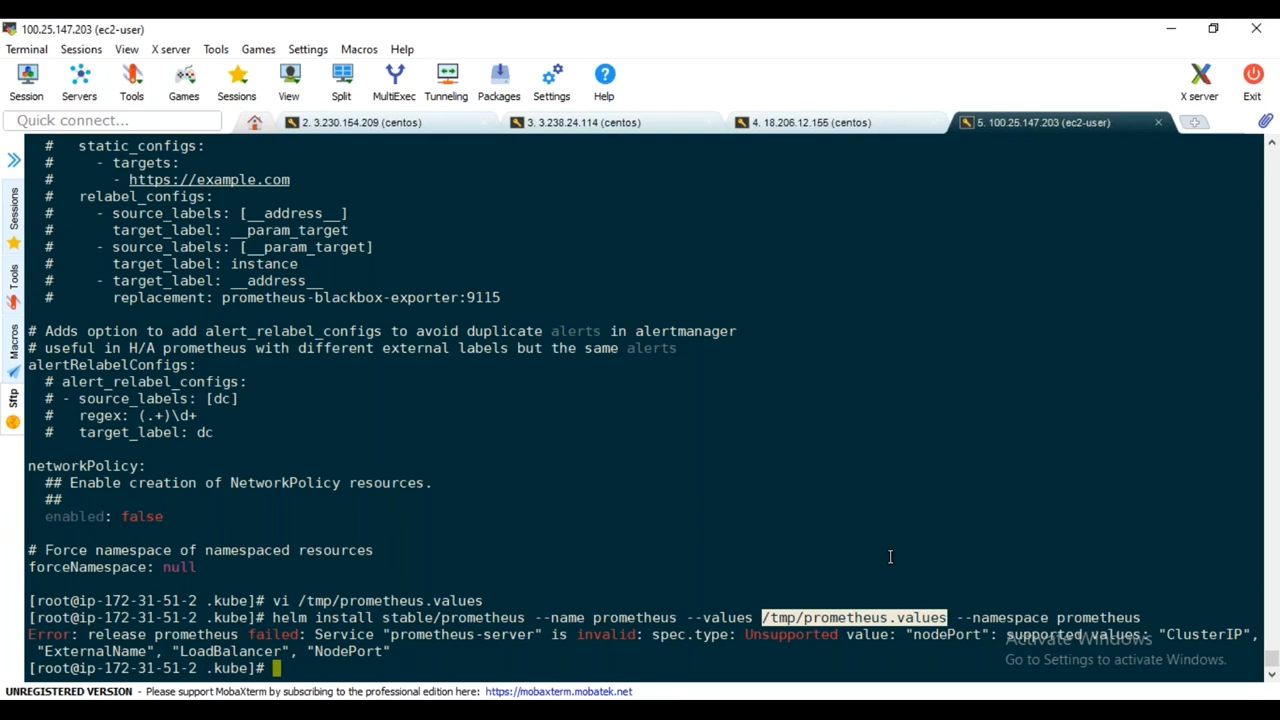 100.25.147.203 (ec2-user)
Terminal Sessions View X server Tools Games Settings Macros Help
Session Servers Tools Games Sessions View Split MultiExec Tunneling Packages Settings Help X server Exit
Quick connect... 2. 3.230.154.209 (centos) 3. 3.238.24.114 (centos) 4. 18.206.12.155 (centos) 5. 100.25.147.203 (ec2-user)
Sessions
Tools
Macros
Sftp
# static_configs:
# - targets:
# - https://example.com
# relabel_configs:
# - source_labels: [__address__]
# target_label: __param_target
# - source_labels: [__param_target]
# target_label: instance
# - target_label: __address__
# replacement: prometheus-blackbox-exporter:9115
# Adds option to add alert_relabel_configs to avoid duplicate alerts in alertmanager
# useful in H/A prometheus with different external labels but the same alerts
alertRelabelConfigs:
# alert_relabel_configs:
# - source_labels: [dc]
# regex: (.+)\d+
# target_label: dc
networkPolicy:
## Enable creation of NetworkPolicy resources.
##
enabled: false
# Force namespace of namespaced resources
forceNamespace: null
[root@ip-172-31-51-2 .kube]# vi /tmp/prometheus.values
[root@ip-172-31-51-2 .kube]# helm install stable/prometheus --name prometheus --values /tmp/prometheus.values --namespace prometheus
Error: release prometheus failed: Service "prometheus-server" is invalid: spec.type: Unsupported value: "nodePort": supported values: "ClusterIP",
"ExternalName", "LoadBalancer", "NodePort"
[root@ip-172-31-51-2 .kube]#
Activate Windows
Go to Settings to activate Windows.
UNREGISTERED VERSION - Please support MobaXterm by subscribing to the professional edition here: https://mobaxterm.mobatek.net